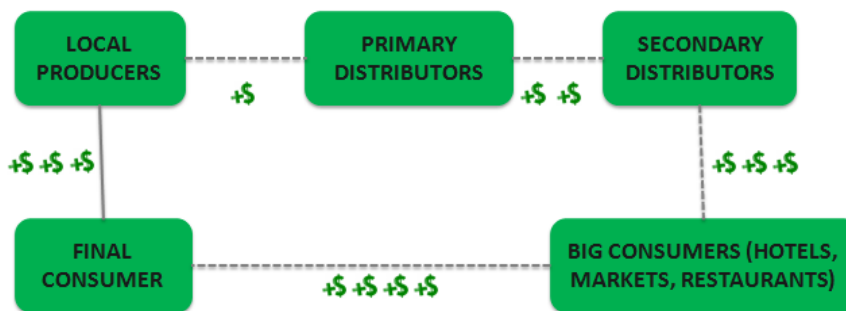 LOCAL
PRODUCERS
PRIMARY
DISTRIBUTORS
SECONDARY
DISTRIBUTORS
+$
+$ +$
+$ +$ +$
+$ +$ +$
FINAL
CONSUMER
BIG CONSUMERS (HOTELS,
MARKETS, RESTAURANTS)
+$ +$ +$ +$